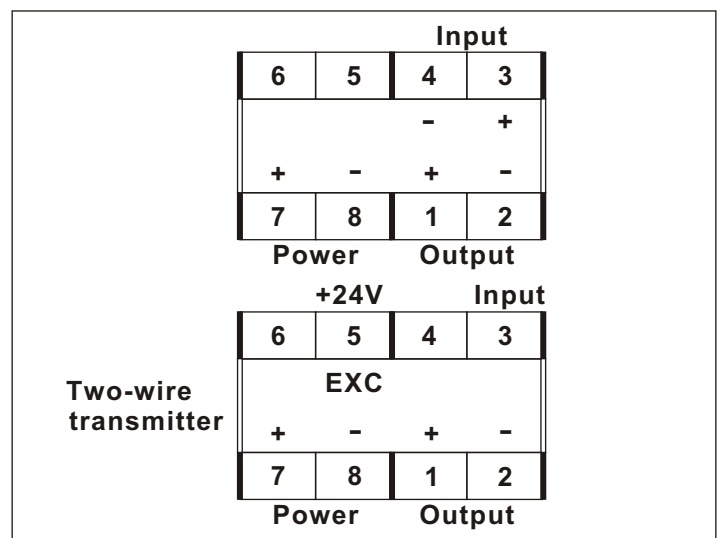 Input
6 5 4 3
- +
+ - + -
7 8 1 2
Power Output
+24V Input
6 5 4 3
EXC
Two-wire
transmitter
+ - + -
7 8 1 2
Power Output